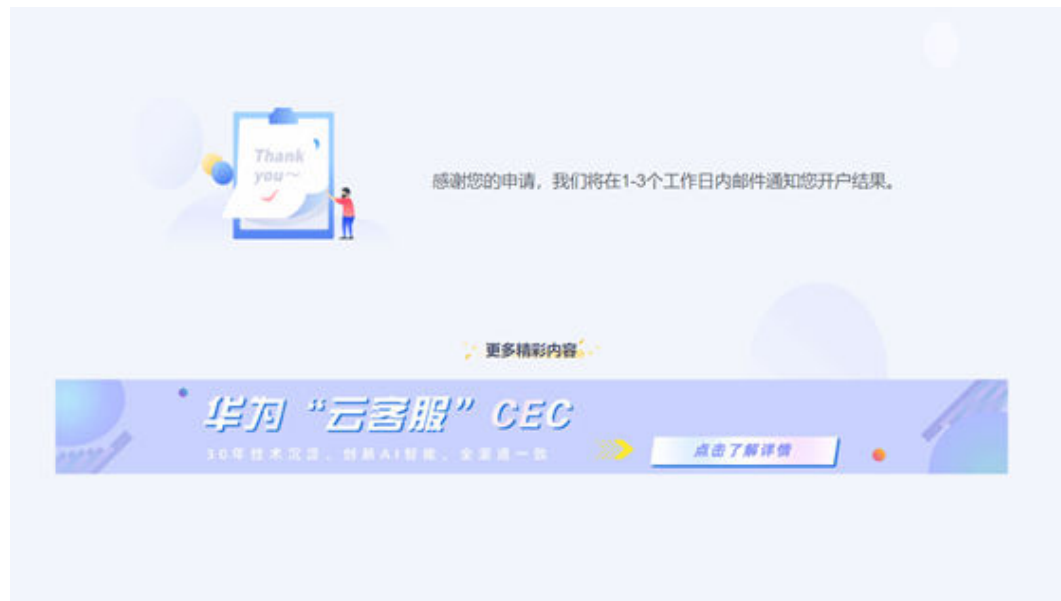 Thank
you～
感谢您的申请，我们将在1-3个工作日内邮件通知您开户结果。
更多精彩内容
华为“云客服”CEC
30年技术沉淀、创新AI智能、全渠道一致
点击了解详情